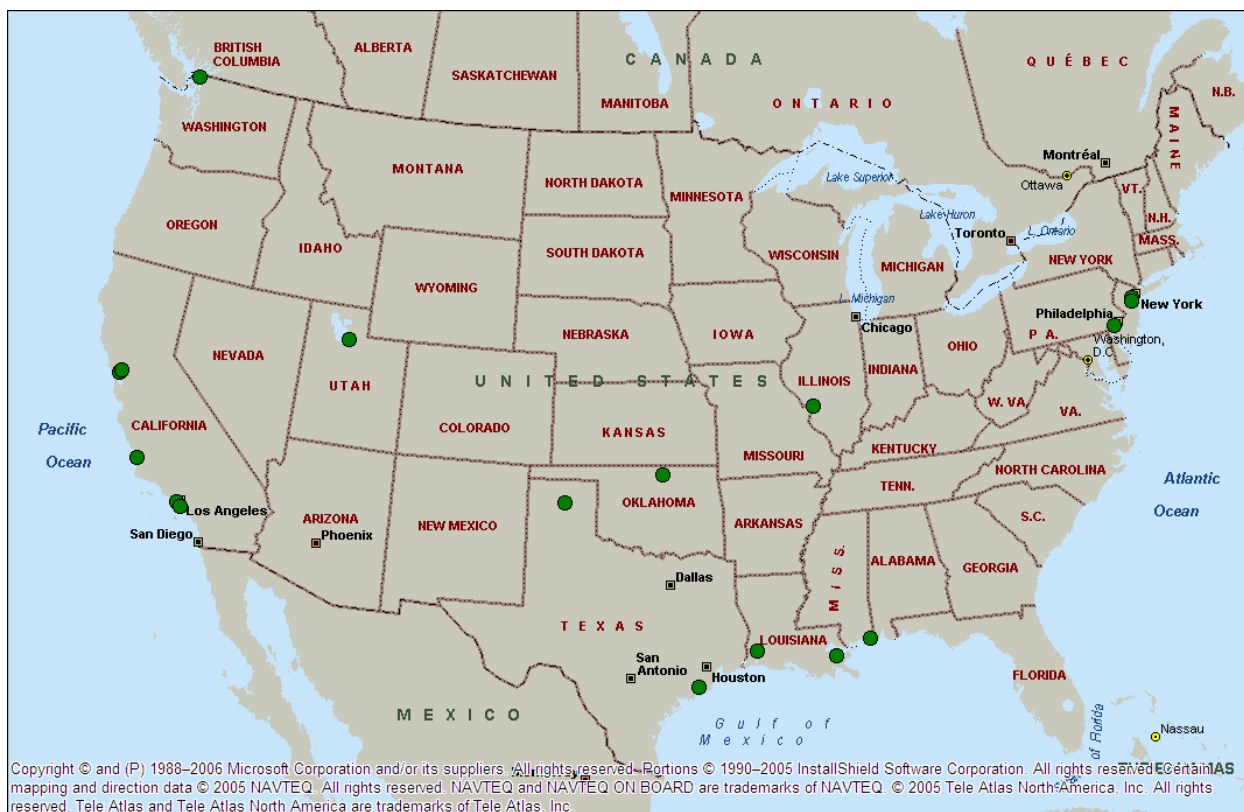 BRITISH
COLUMBIA
ALBERTA
SASKATCHEWAN
MANITOBA
CANADA
ONTARIO
QUÉBEC
N.B.
MAINE
Montréal
Ottawa
WASHINGTON
MONTANA
NORTH DAKOTA
MINNESOTA
Lake Superior
Lake Huron
L. Ontario
Toronto
VT.
N.H.
MASS.
NEW YORK
OREGON
IDAHO
SOUTH DAKOTA
WISCONSIN
MICHIGAN
WYOMING
L. Michigan
Chicago
New York
Philadelphia
P A.
Washington,
D.C.
NEBRASKA
IOWA
NEVADA
UTAH
UNITED STATES
ILLINOIS
INDIANA
OHIO
W. VA.
VA.
Pacific
Ocean
CALIFORNIA
COLORADO
KANSAS
MISSOURI
KENTUCKY
NORTH CAROLINA
Atlantic
Ocean
Los Angeles
San Diego
ARIZONA
Phoenix
NEW MEXICO
OKLAHOMA
ARKANSAS
TENN.
S.C.
MISS.
ALABAMA
GEORGIA
Dallas
TEXAS
LOUISIANA
San
Antonio
Houston
FLORIDA
MEXICO
Gulf of
Mexico
of Florida
Nassau
Copyright © and (P) 1988–2006 Microsoft Corporation and/or its suppliers. All rights reserved. Portions © 1990–2005 InstallShield Software Corporation. All rights reserved. Certain
mapping and direction data © 2005 NAVTEQ. All rights reserved. NAVTEQ and NAVTEQ ON BOARD are trademarks of NAVTEQ. © 2005 Tele Atlas North America, Inc. All rights
reserved. Tele Atlas and Tele Atlas North America are trademarks of Tele Atlas, Inc.